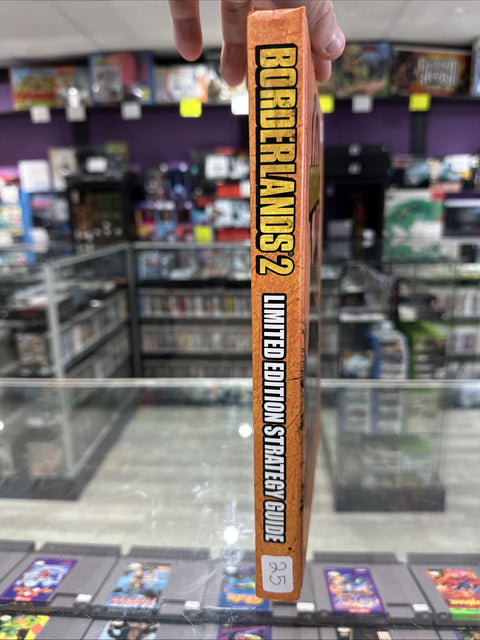 BORDERLANDS 2
LIMITED EDITION STRATEGY GUIDE
25